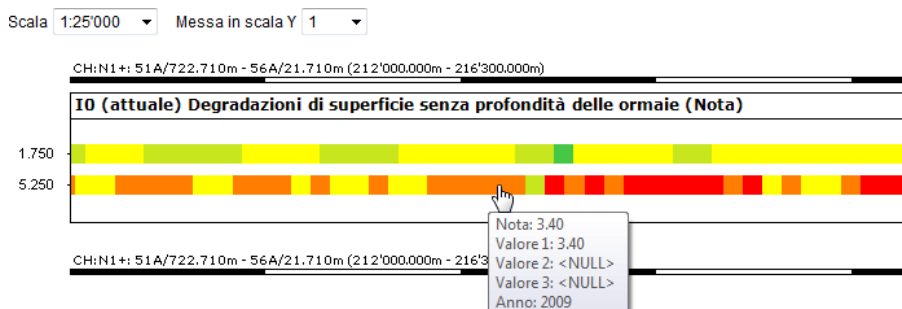 Scala 1:25'000 Messa in scala Y 1
CH:N1+: 51A/722.710m - 56A/21.710m (212'000.000m - 216'300.000m)
I0 (attuale) Degradazioni di superficie senza profondità delle ormaie (Nota)
1.750
5.250
Nota: 3.40
Valore 1: 3.40
CH:N1+: 51A/722.710m - 56A/21.710m (212'000.000m - 216'3
Valore 2: <NULL>
Valore 3: <NULL>
Anno: 2009